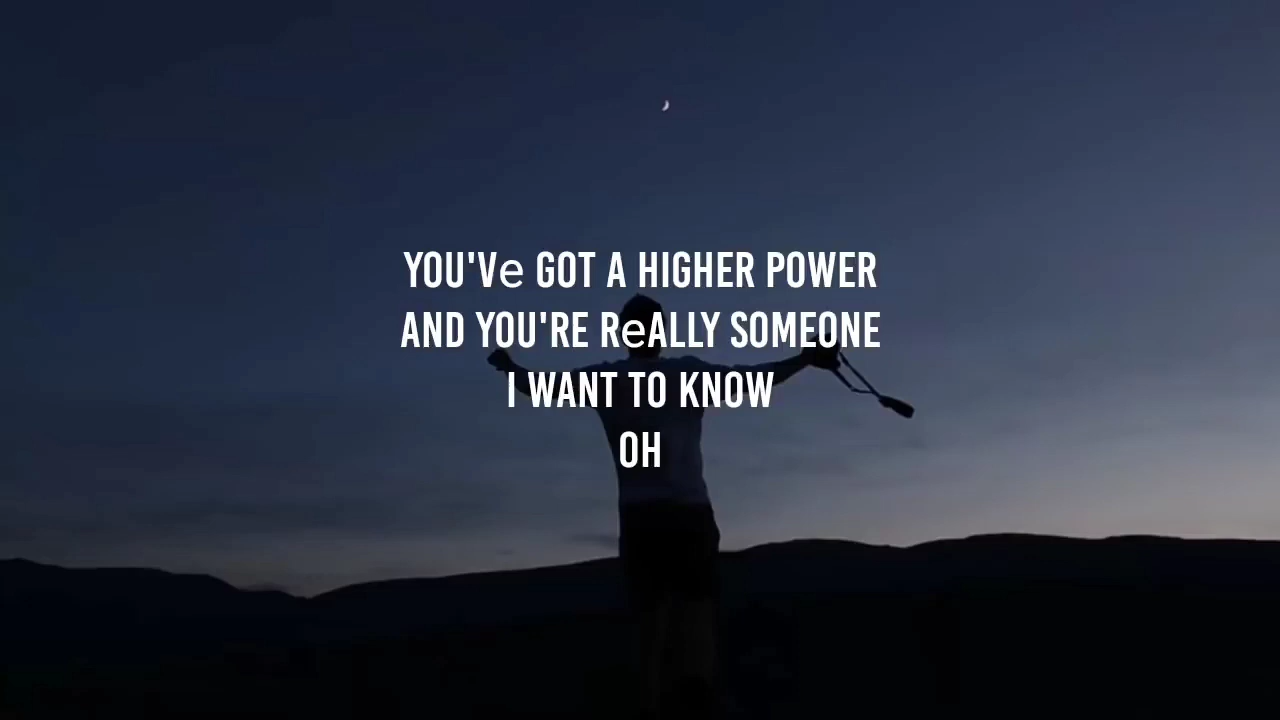 YOU'Ve GOT A HIGHER POWER
AND YOU'RE ReALLY SOMEONE
I WANT TO KNOW
OH